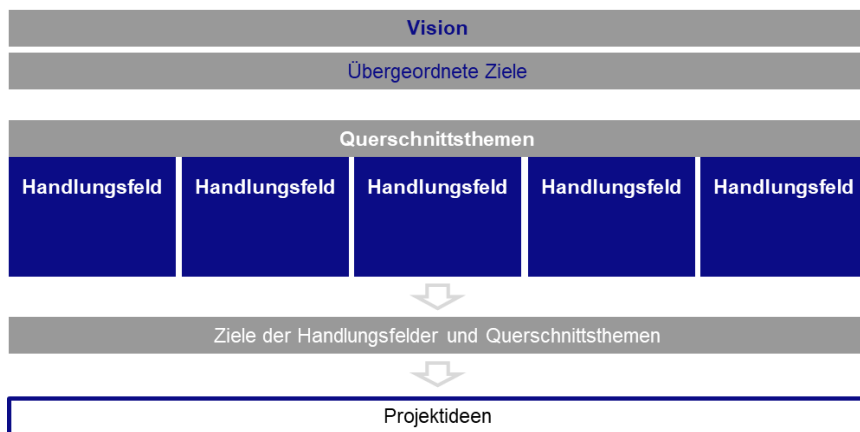 Vision
Übergeordnete Ziele
Querschnittsthemen
Handlungsfeld Handlungsfeld Handlungsfeld Handlungsfeld Handlungsfeld
Ziele der Handlungsfelder und Querschnittsthemen
Projektideen